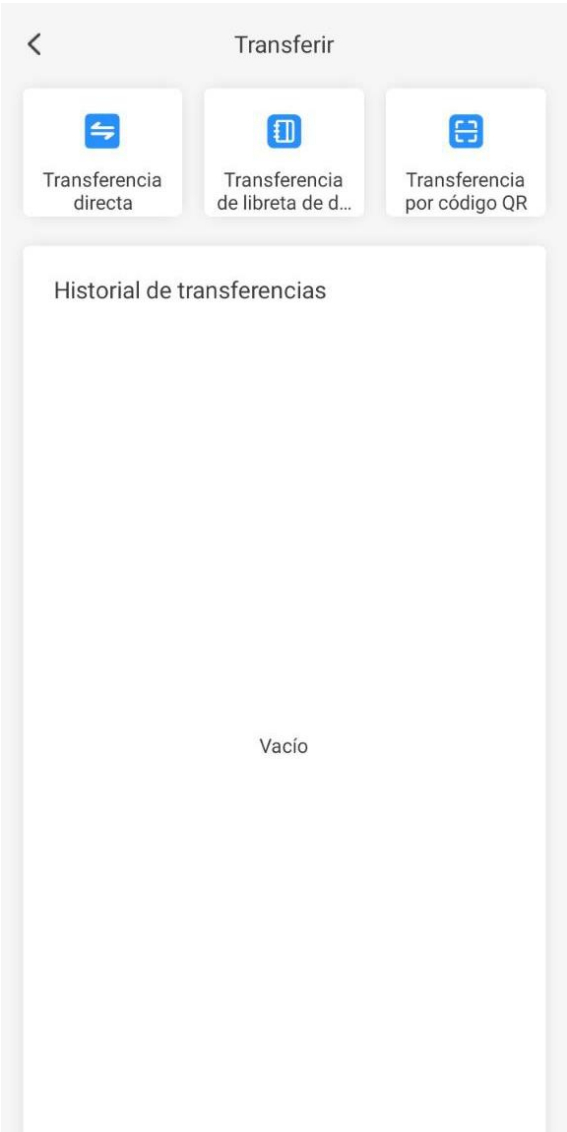 Transferir
Transferencia
directa
Transferencia
de libreta de d...
Transferencia
por código QR
Historial de transferencias
Vacío